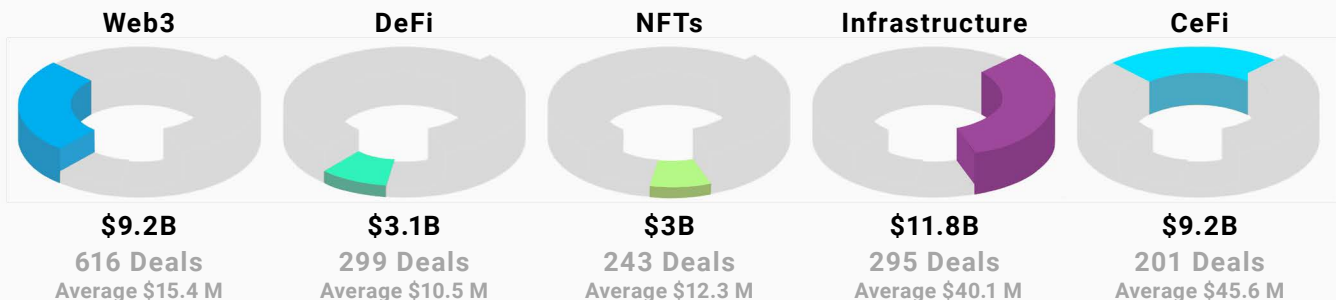 Web3
DeFi
NFTs
Infrastructure
CeFi
$9.2B
$3.1B
$3B
$11.8B
$9.2B
616 Deals
299 Deals
243 Deals
295 Deals
201 Deals
Average $15.4 M
Average $10.5 M
Average $12.3 M
Average $40.1 M
Average $45.6 M